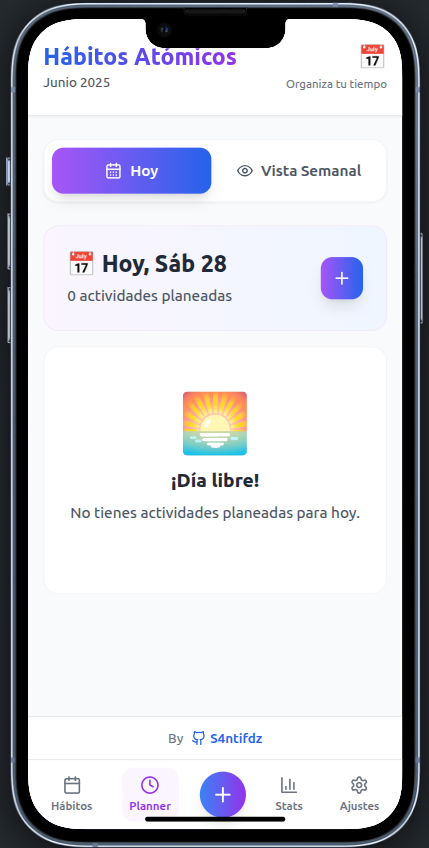 Hábitos Atómicos
Junio 2025
Organiza tu tiempo
Hoy
Vista Semanal
Hoy, Sáb 28
0 actividades planeadas
¡Día libre!
No tienes actividades planeadas para hoy.
By S4ntifdz
Hábitos
Planner
Stats
Ajustes